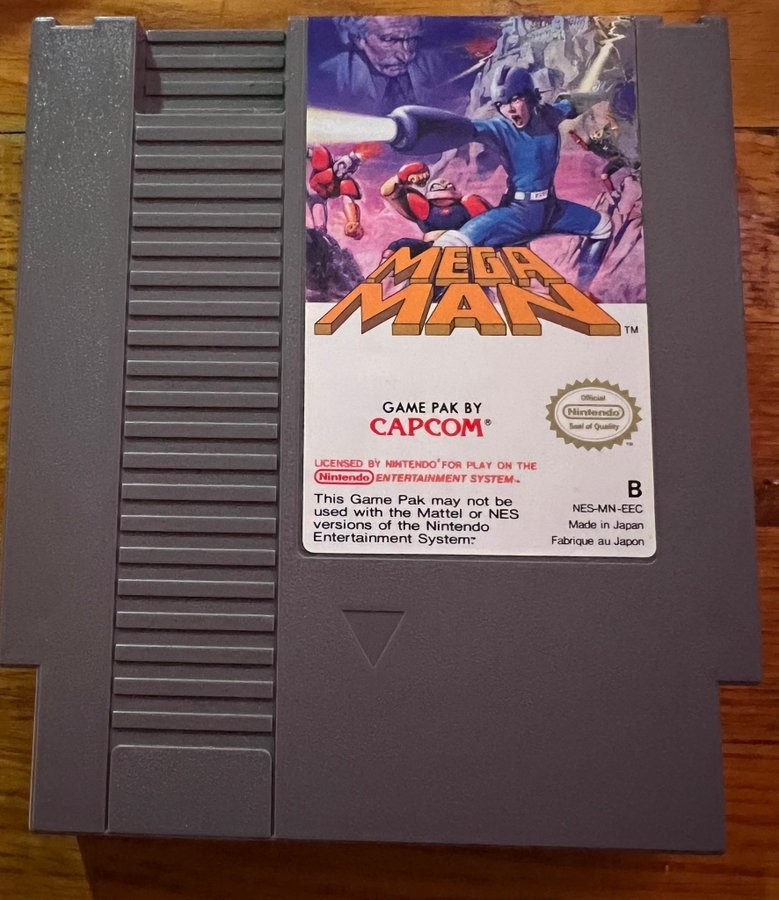 MEGA
MAN™
GAME PAK BY
CAPCOM®
Official
Nintendo®
Seal of Quality
™
LICENSED BY NINTENDO® FOR PLAY ON THE
Nintendo ENTERTAINMENT SYSTEM™
This Game Pak may not be
used with the Mattel or NES
versions of the Nintendo
Entertainment System™
B
NES-MN-EEC
Made in Japan
Fabrique au Japon